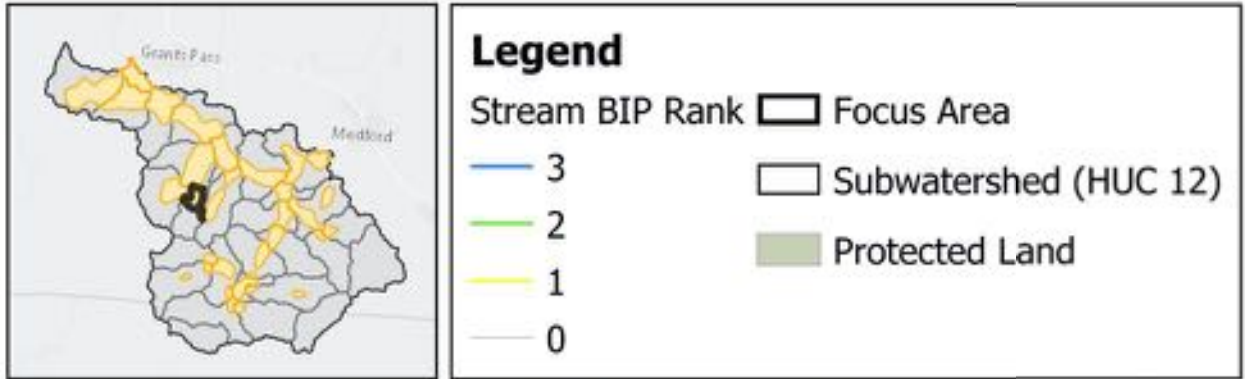 Grants Pass
Medford
Legend
Stream BIP Rank
3
2
1
0
Focus Area
Subwatershed (HUC 12)
Protected Land